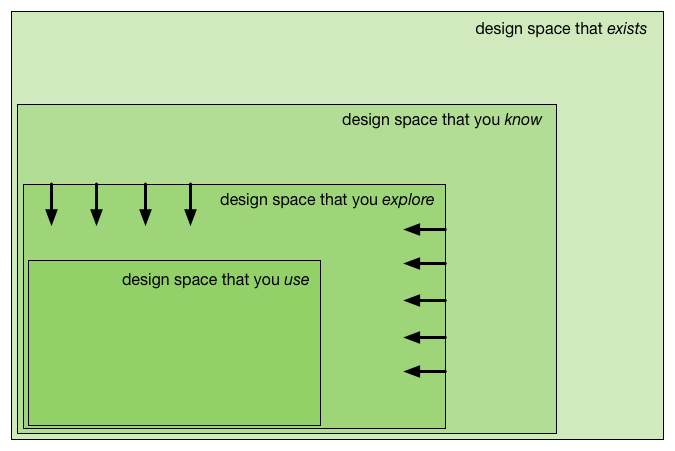 design space that exists
design space that you know
design space that you explore
design space that you use